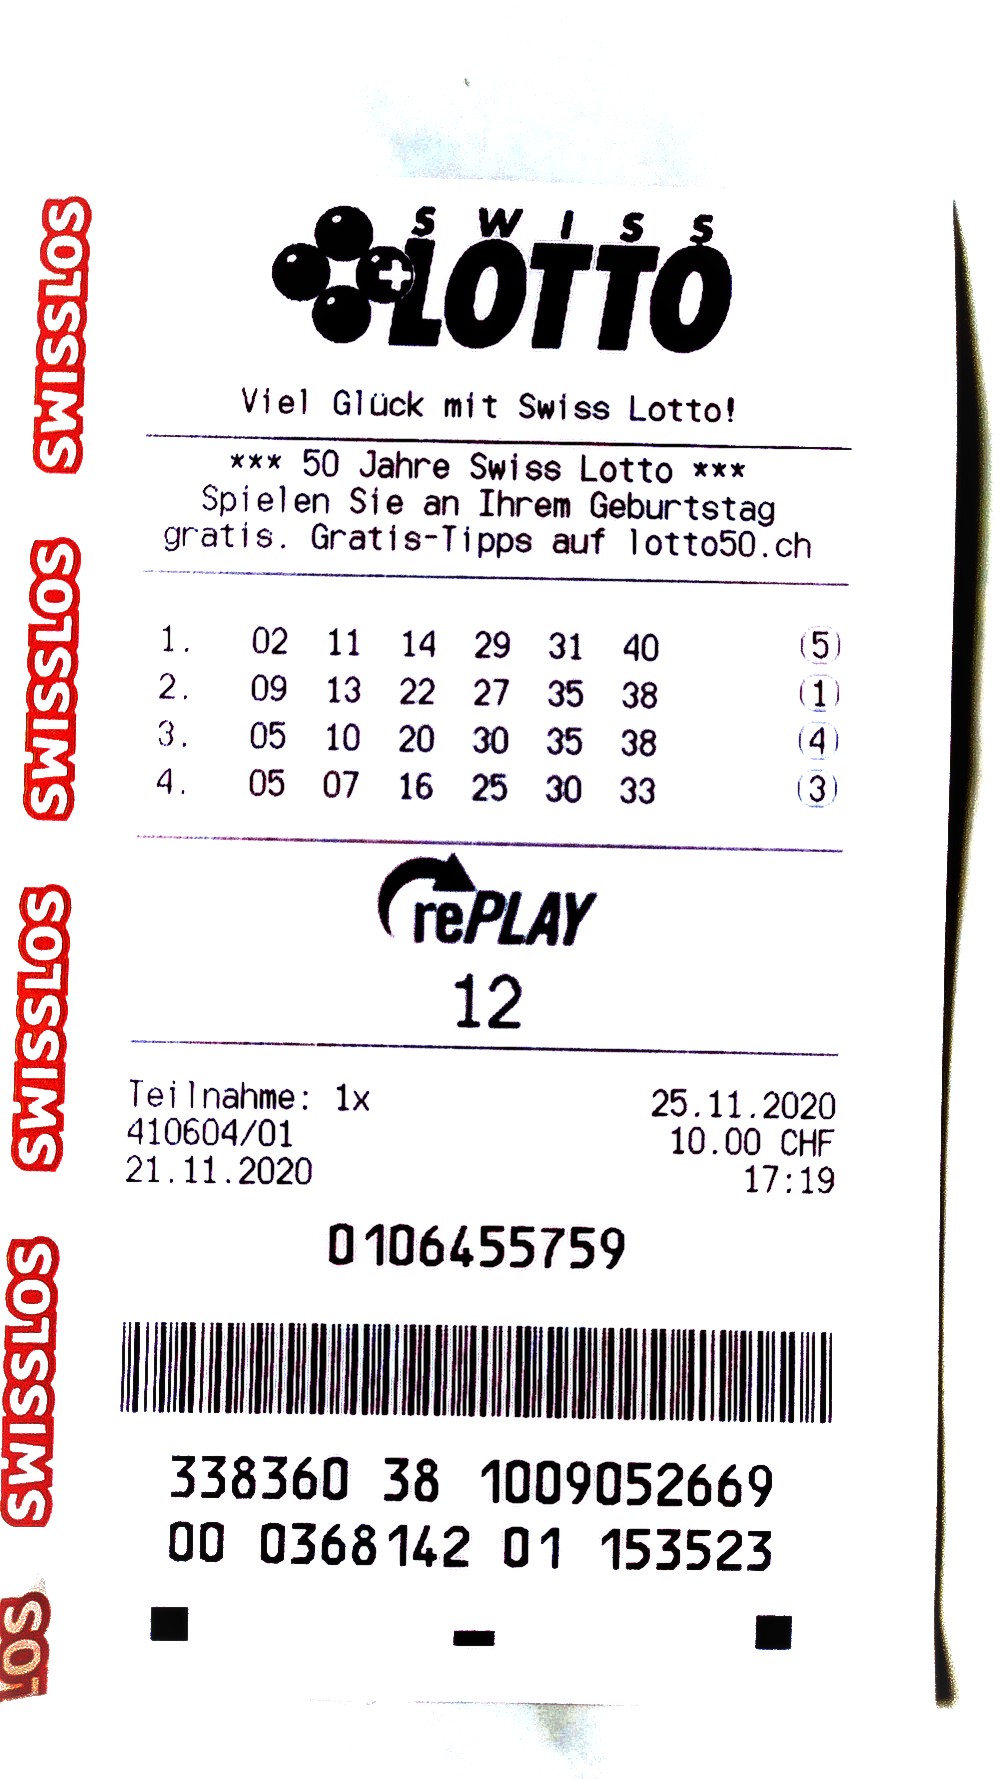 SWISS
LOTTO
Viel Glück mit Swiss Lotto!
*** 50 Jahre Swiss Lotto ***
Spielen Sie an Ihrem Geburtstag
gratis. Gratis-Tipps auf lotto50.ch
1. 02 11 14 29 31 40 (5)
2. 09 13 22 27 35 38 (1)
3. 05 10 20 30 35 38 (4)
4. 05 07 16 25 30 33 (3)
rePLAY
12
Teilnahme: 1x 25.11.2020
410604/01 10.00 CHF
21.11.2020 17:19
0106455759
338360 38 1009052669
00 0368142 01 153523
SWISSLOS
SWISSLOS
SWISSLOS
SWISSLOS